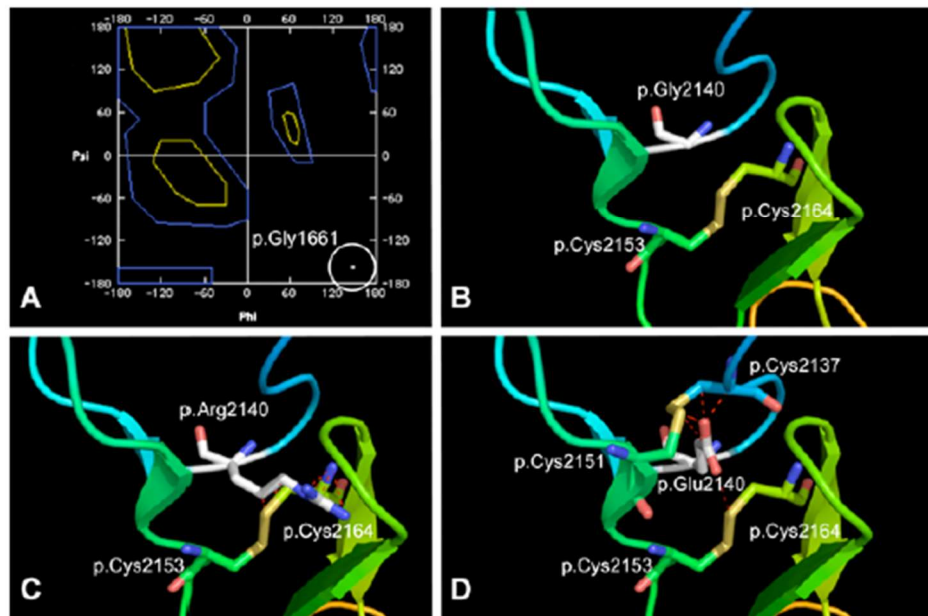 -180 -120 -60 0 60 120 180
180 180
120 120
60 60
Psi 0 0
-60 -60
p.Gly1661
-120 -120
-180 -180
-180 -120 -60 0 60 120 180
Phi
A
p.Gly2140
p.Cys2164
p.Cys2153
B
p.Arg2140
p.Cys2164
p.Cys2153
C
p.Cys2137
p.Cys2151
p.Glu2140
p.Cys2164
p.Cys2153
D